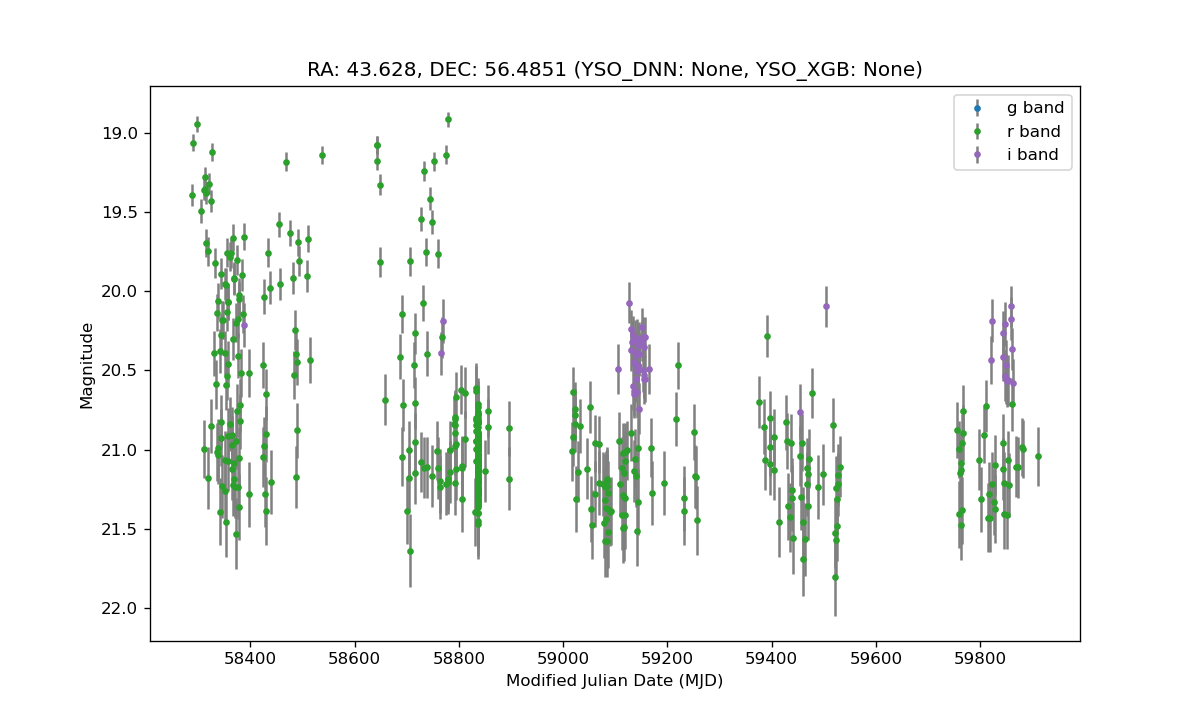 RA: 43.628, DEC: 56.4851 (YSO_DNN: None, YSO_XGB: None)
g band
r band
i band
19.0
19.5
20.0
20.5
21.0
21.5
22.0
Magnitude
58400
58600
58800
59000
59200
59400
59600
59800
Modified Julian Date (MJD)